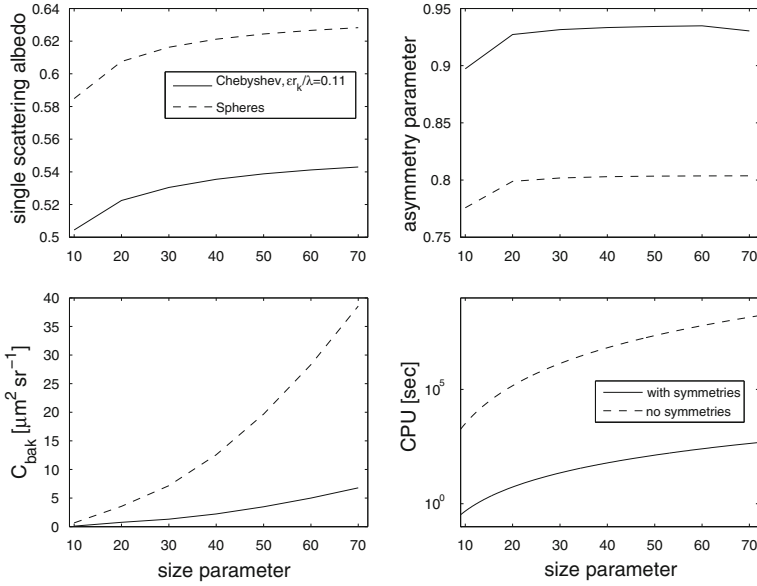 single scattering albedo
0.64
0.62
0.6
0.58
0.56
0.54
0.52
0.5
Chebyshev, εr_k/λ=0.11
Spheres
10 20 30 40 50 60 70
asymmetry parameter
0.95
0.9
0.85
0.8
0.75
10 20 30 40 50 60 70
C_bak [μm² sr⁻¹]
40
35
30
25
20
15
10
5
0
10 20 30 40 50 60 70
size parameter
CPU [sec]
10⁵
10⁰
with symmetries
no symmetries
10 20 30 40 50 60 70
size parameter